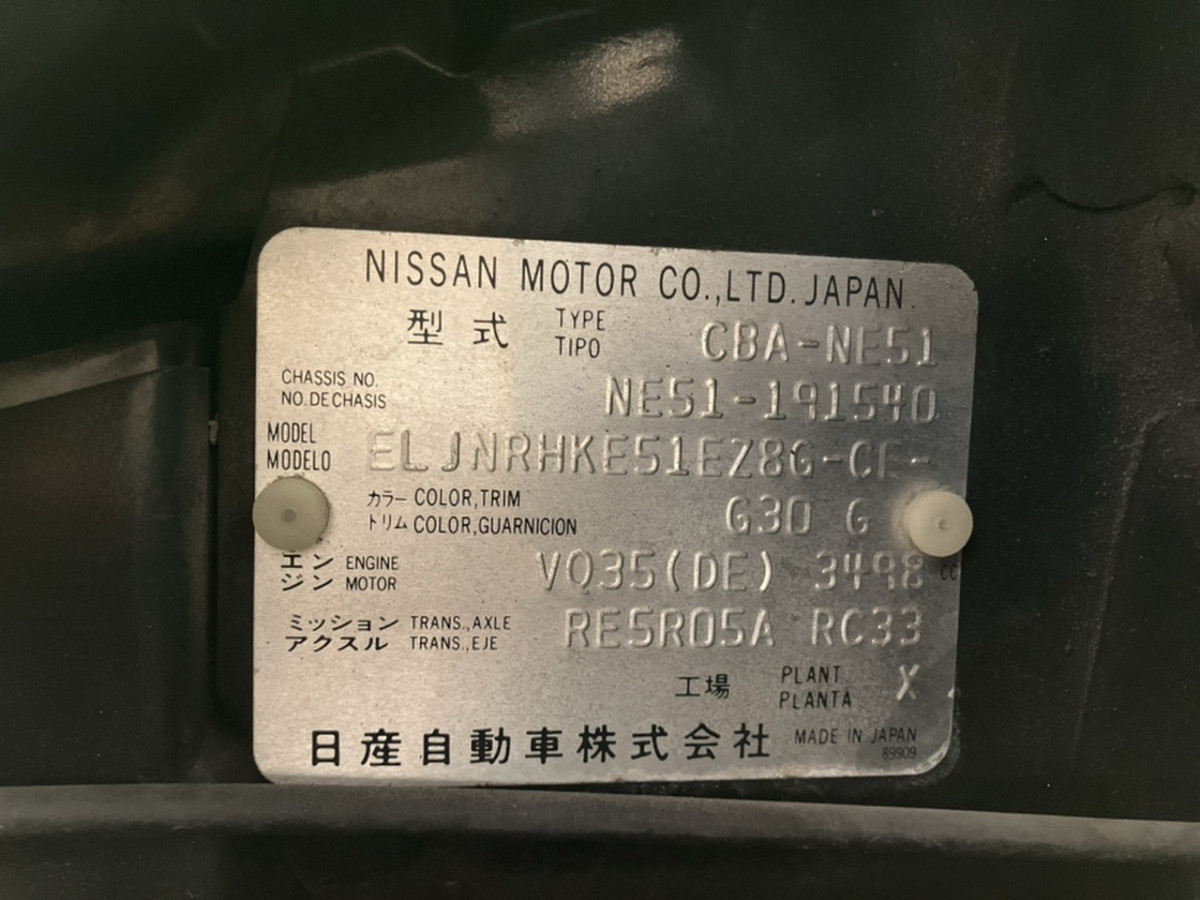 NISSAN MOTOR CO.,LTD. JAPAN.
型式 TYPE TIPO CBA-NE51
CHASSIS NO. NO. DE CHASIS NE51-191540
MODEL MODELO ELJNRHKE51EZ8G-CE-
カラー COLOR,TRIM
トリム COLOR,GUARNICION G30 G
エン ENGINE
ジン MOTOR VQ35(DE) 3498 CC
ミッション TRANS.,AXLE
アクスル TRANS.,EJE RE5R05A RC33
工場 PLANT PLANTA X
日産自動車株式会社 MADE IN JAPAN
89909